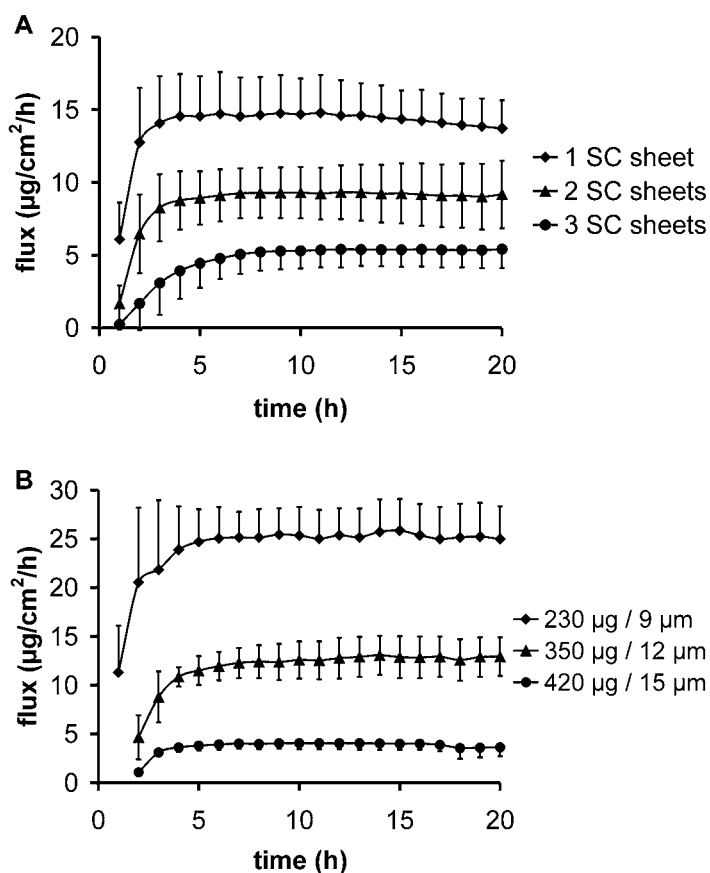 A
20
15
10
5
0
flux (µg/cm²/h)
0 5 10 15 20
time (h)
1 SC sheet
2 SC sheets
3 SC sheets
B
30
25
20
15
10
5
0
flux (µg/cm²/h)
0 5 10 15 20
time (h)
230 µg / 9 µm
350 µg / 12 µm
420 µg / 15 µm